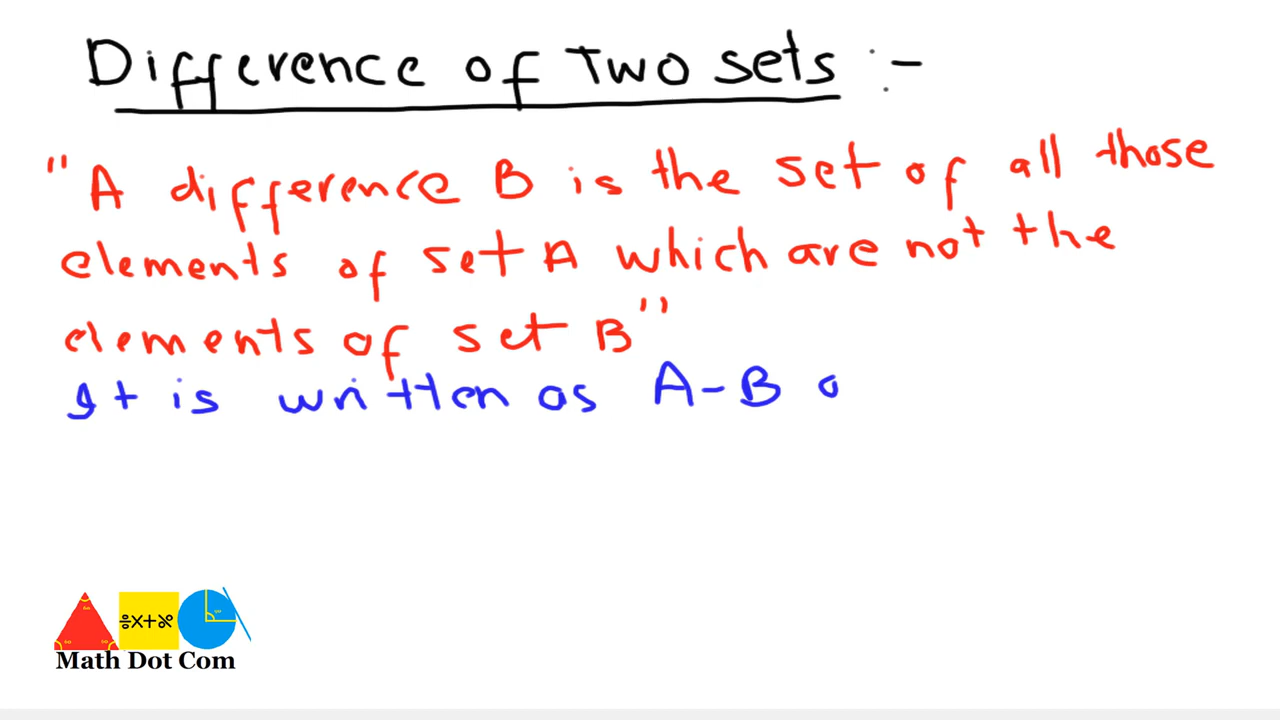 Difference of Two sets :-
"A difference B is the set of all those
elements of set A which are not the
elements of set B"
It is written as A-B o
÷x+%
Math Dot Com